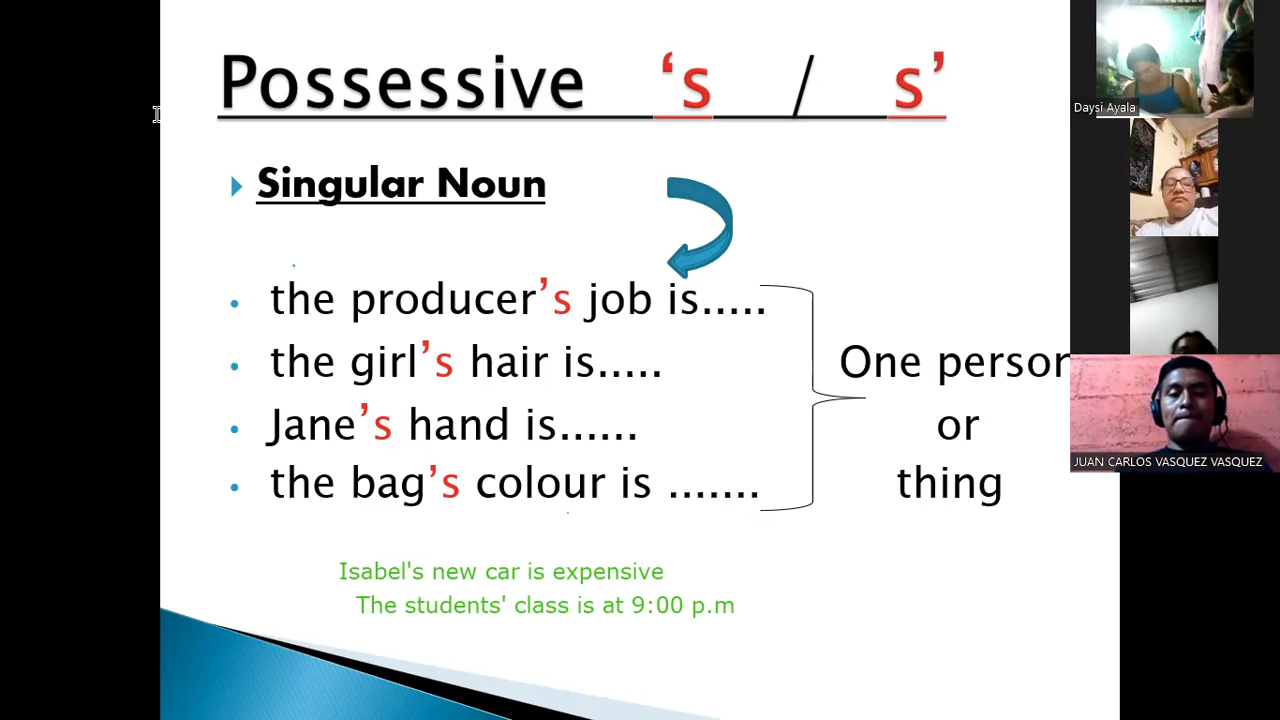 Possessive ‘s / s’
Singular Noun
the producer’s job is.....
the girl’s hair is.....
Jane’s hand is......
the bag’s colour is .......
One person
or
thing
Isabel's new car is expensive
The students' class is at 9:00 p.m
Daysi Ayala
JUAN CARLOS VASQUEZ VASQUEZ